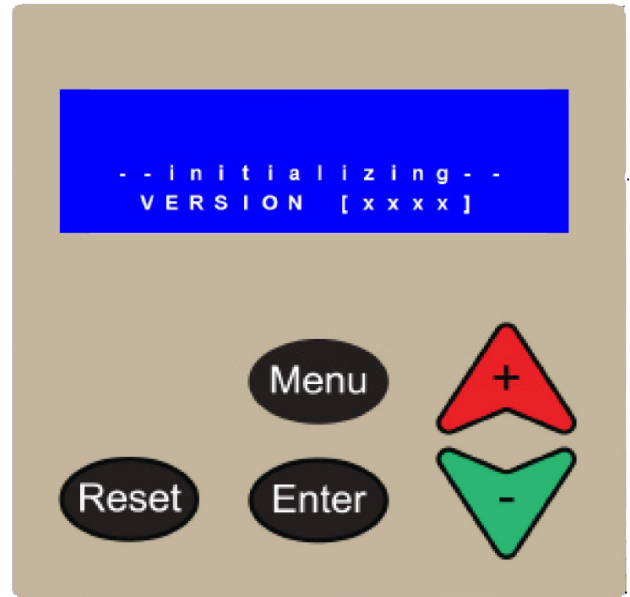 --initializing--
VERSION [xxxx]
Menu
+
Reset
Enter
-